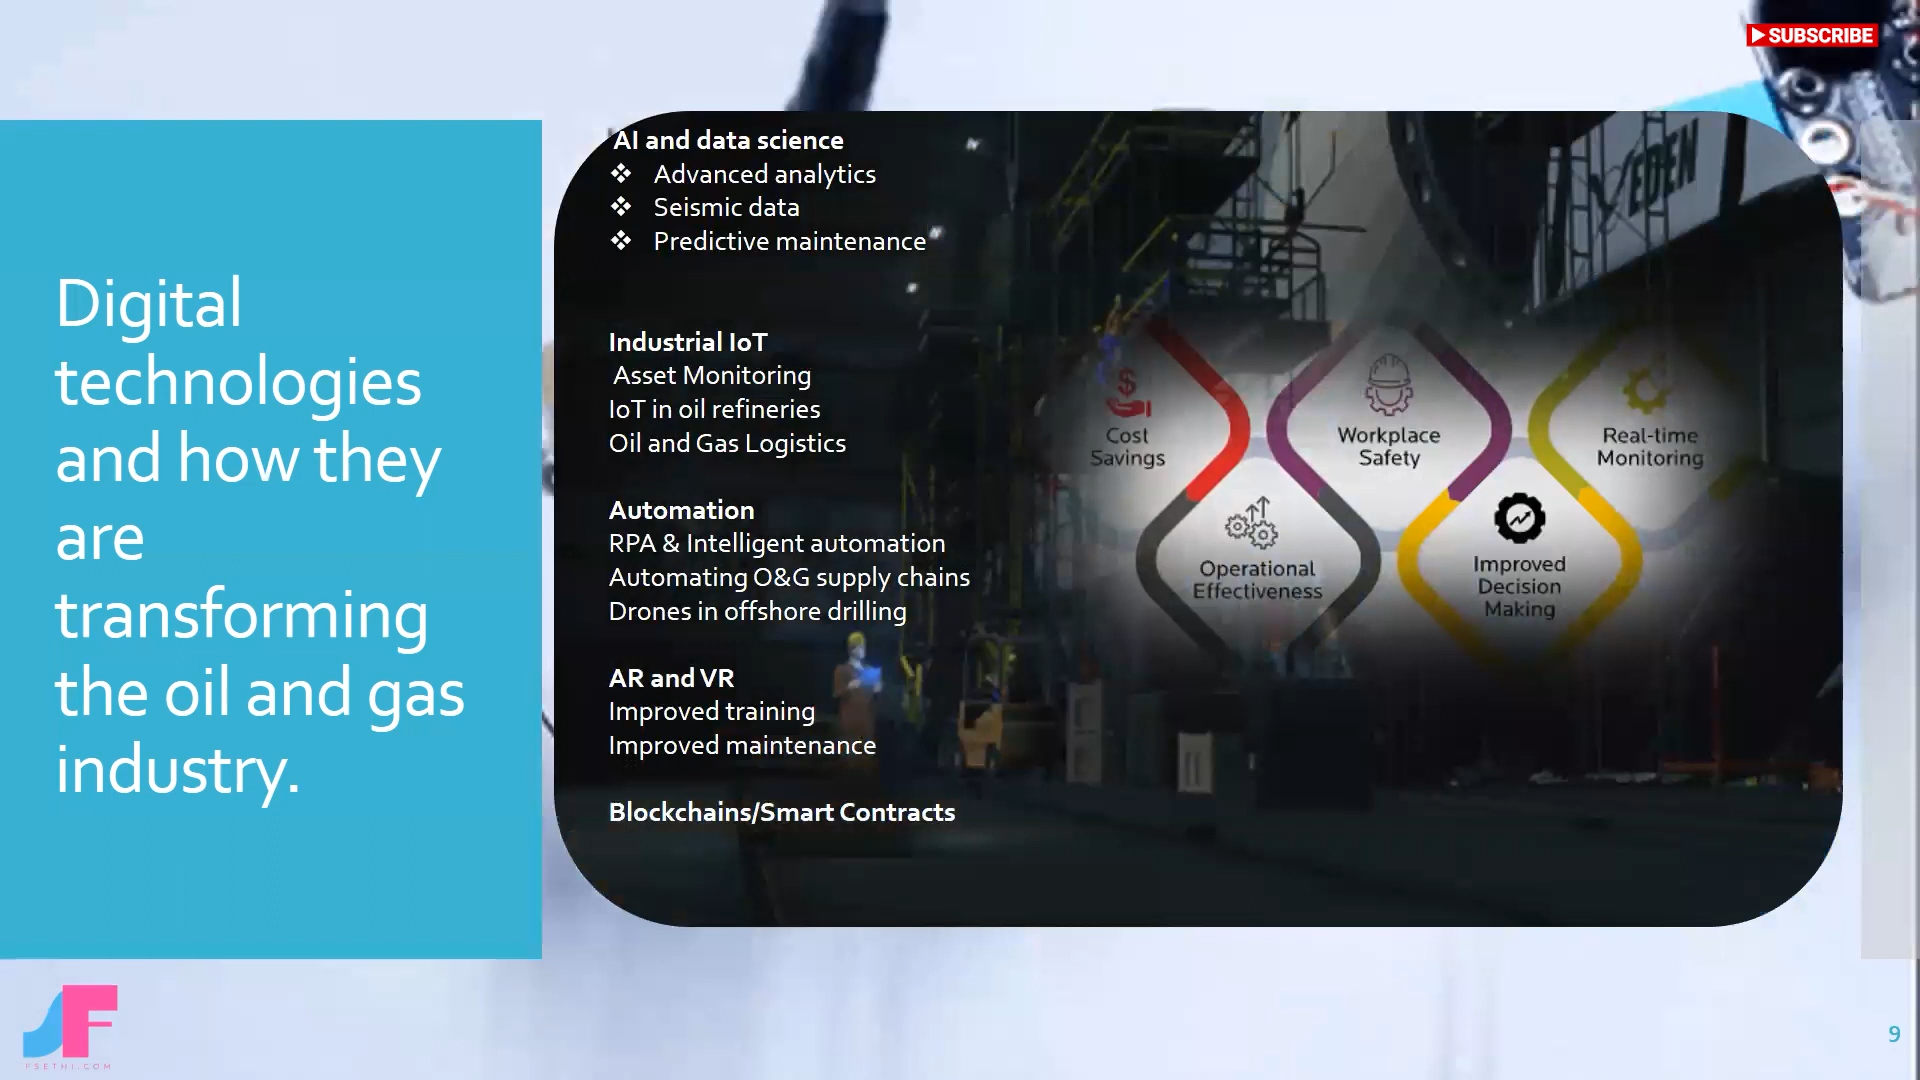 SUBSCRIBE
Digital
technologies
and how they
are
transforming
the oil and gas
industry.
AI and data science
❖ Advanced analytics
❖ Seismic data
❖ Predictive maintenance
Industrial IoT
Asset Monitoring
IoT in oil refineries
Oil and Gas Logistics
Automation
RPA & Intelligent automation
Automating O&G supply chains
Drones in offshore drilling
AR and VR
Improved training
Improved maintenance
Blockchains/Smart Contracts
EDEN
Cost
Savings
Workplace
Safety
Real-time
Monitoring
Operational
Effectiveness
Improved
Decision
Making
FSETHI.COM
9